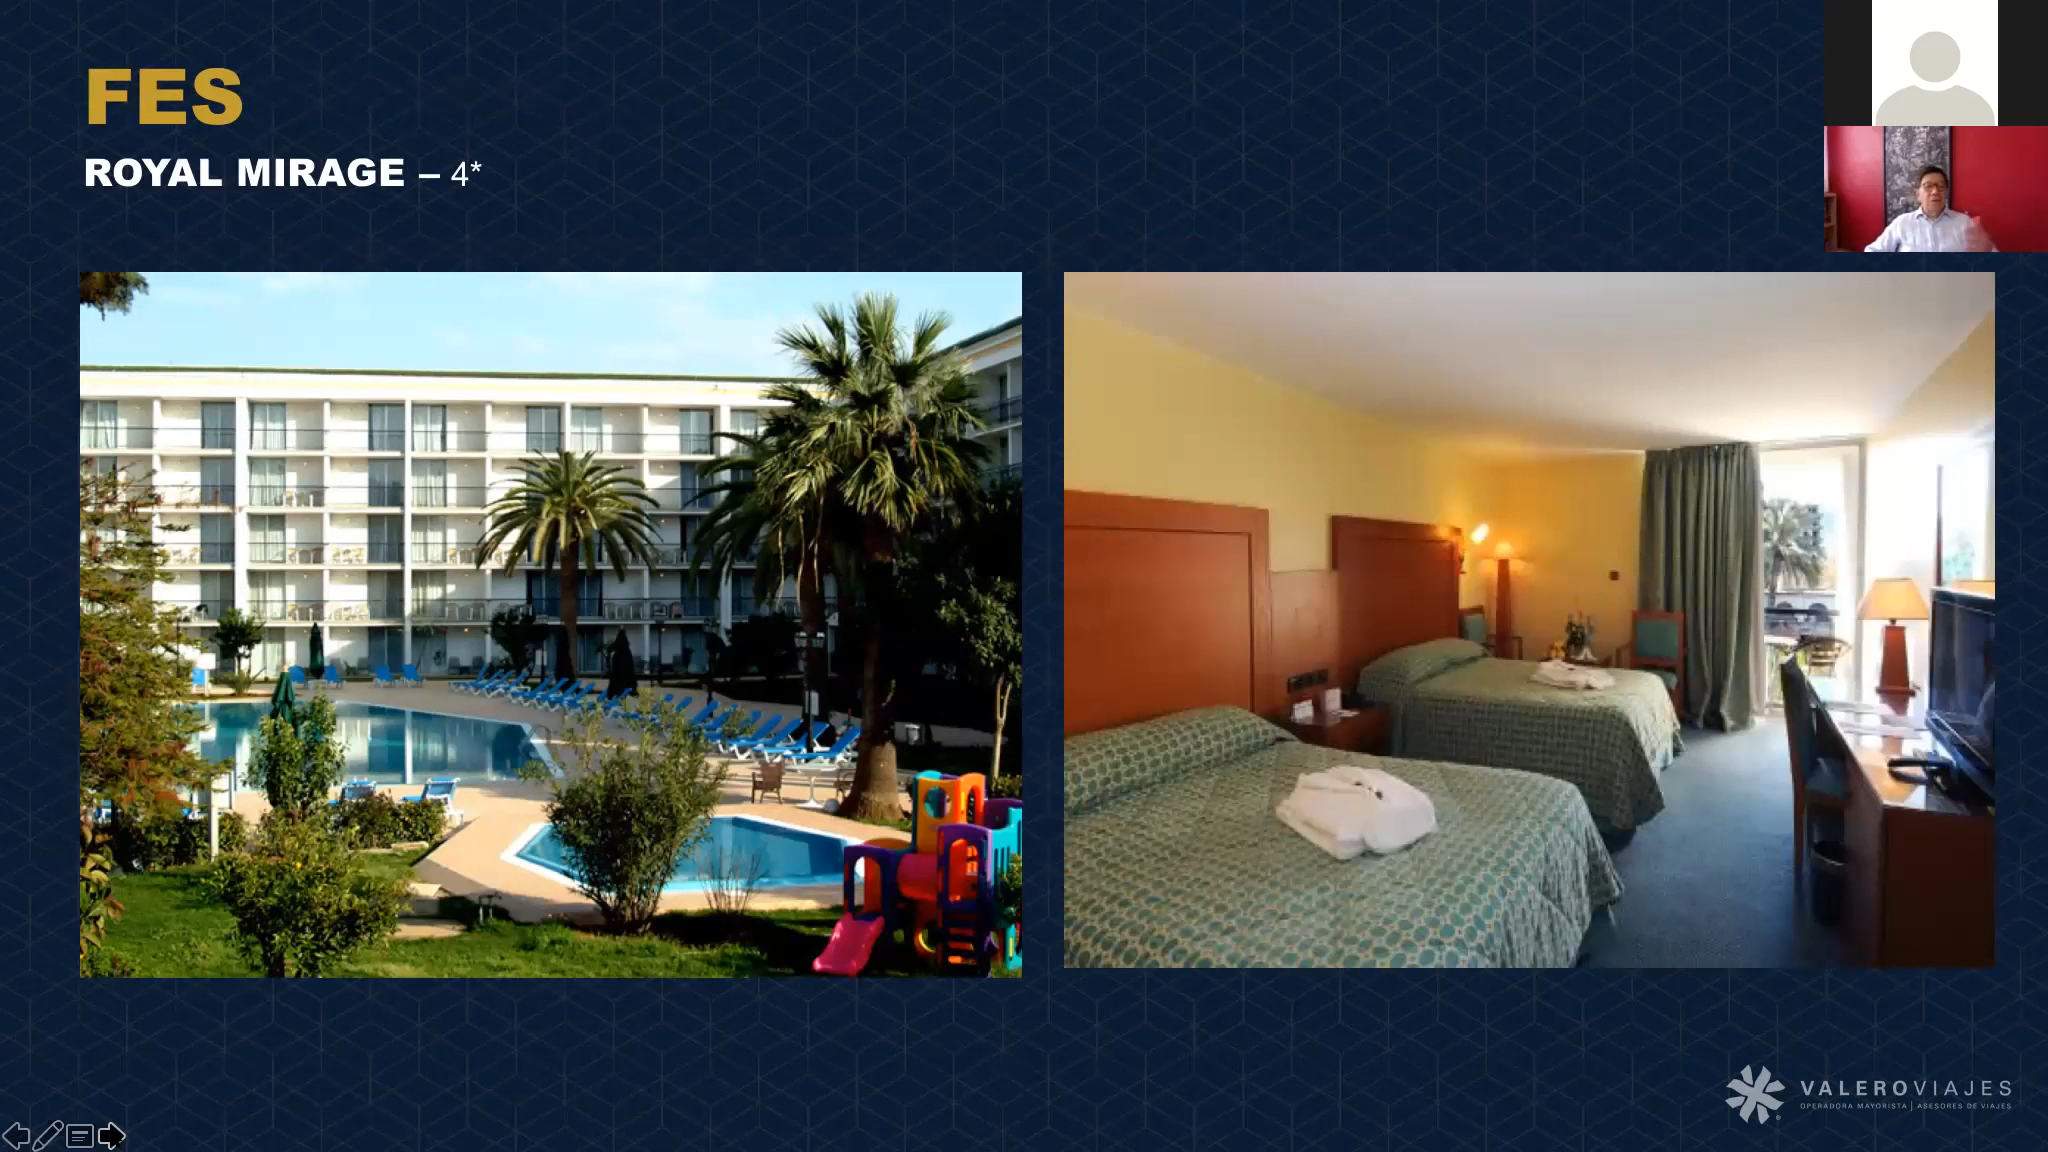 FES
ROYAL MIRAGE – 4*
VALEROVIAJES
OPERADORA MAYORISTA | ASESORES DE VIAJES